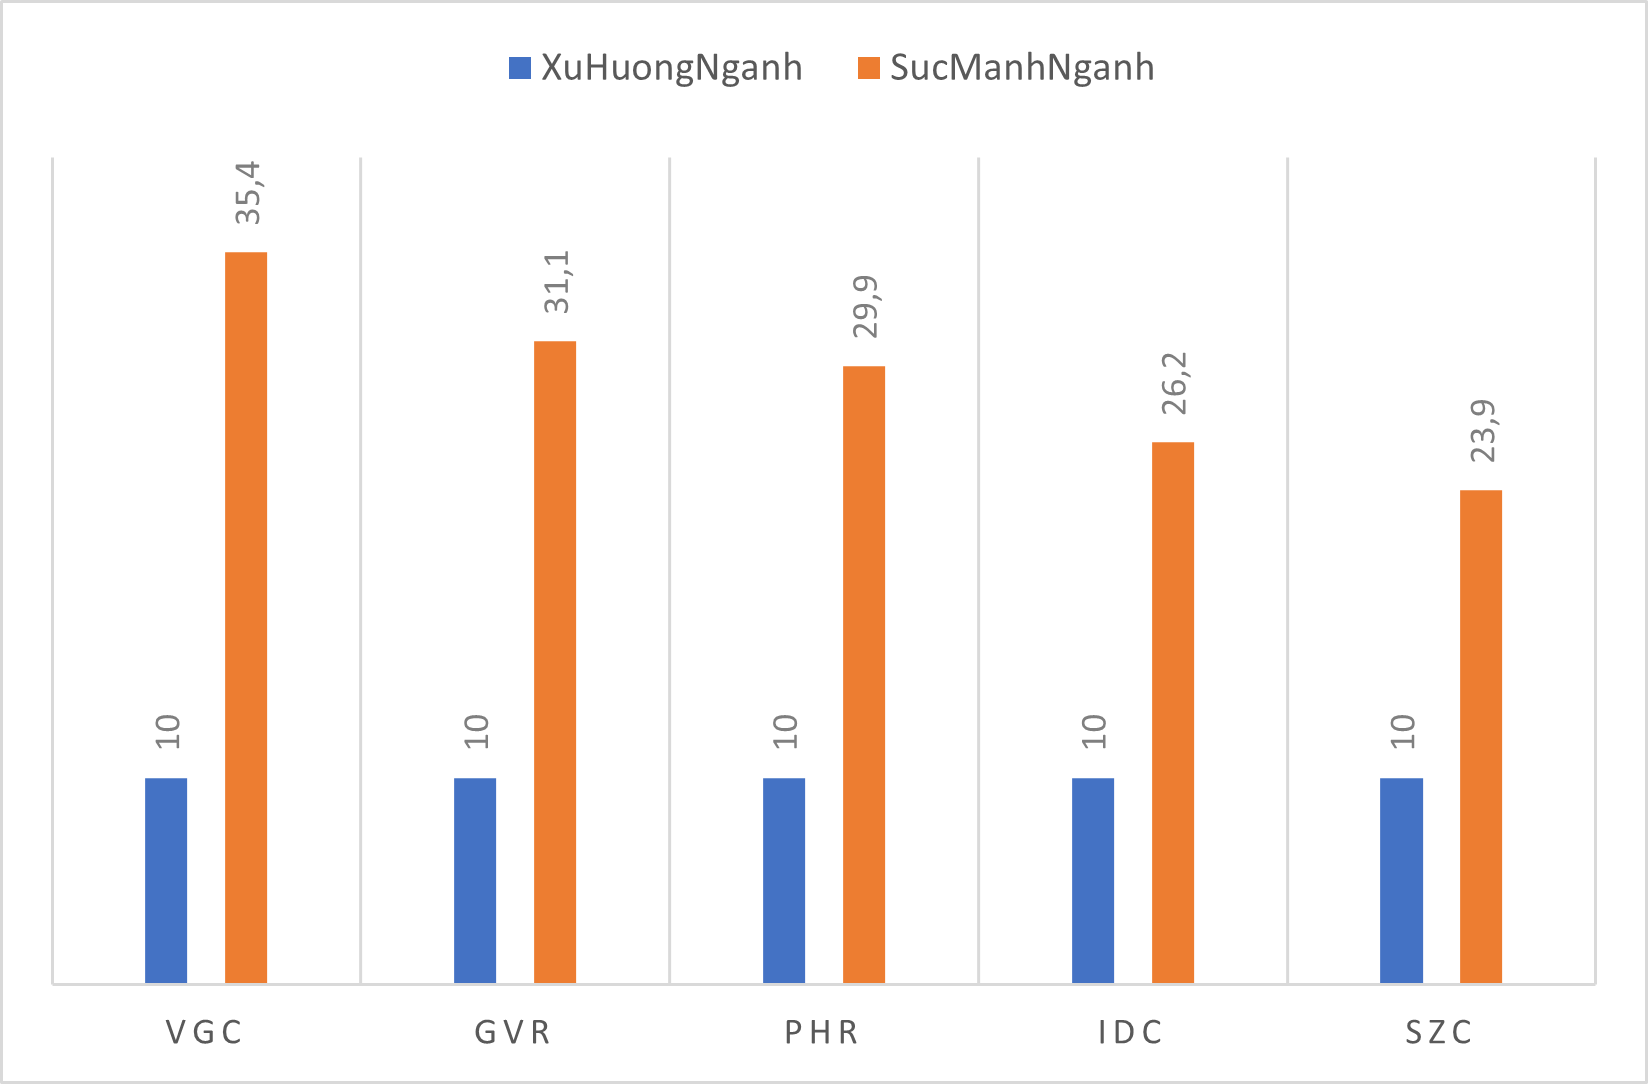 XuHuongNganh SucManhNganh
35,4
31,1
29,9
26,2
23,9
10 10 10 10 10
VGC GVR PHR IDC SZC